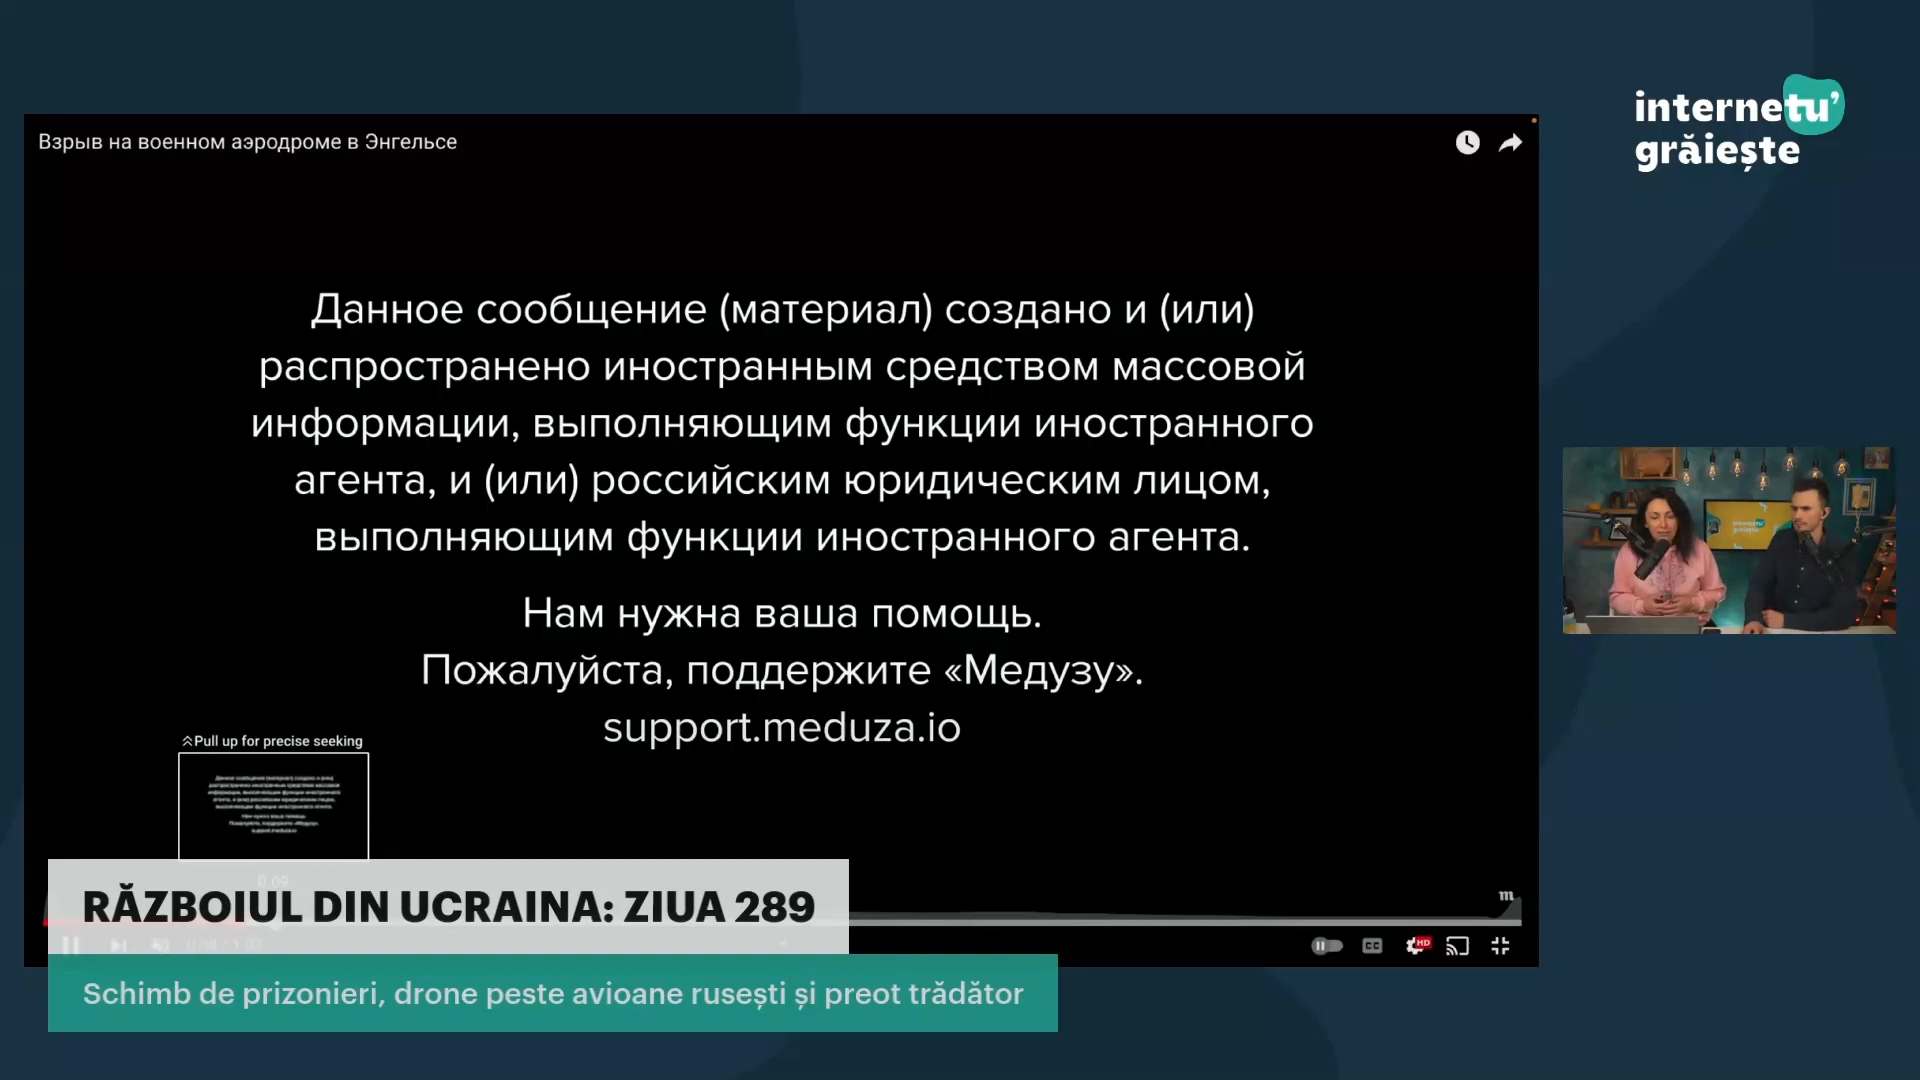 internetu'
grăiește
Взрыв на военном аэродроме в Энгельсе
Данное сообщение (материал) создано и (или)
распространено иностранным средством массовой
информации, выполняющим функции иностранного
агента, и (или) российским юридическим лицом,
выполняющим функции иностранного агента.
Нам нужна ваша помощь.
Пожалуйста, поддержите «Медузу».
support.meduza.io
Pull up for precise seeking
m
RĂZBOIUL DIN UCRAINA: ZIUA 289
CC
HD
Schimb de prizonieri, drone peste avioane rusești și preot trădător